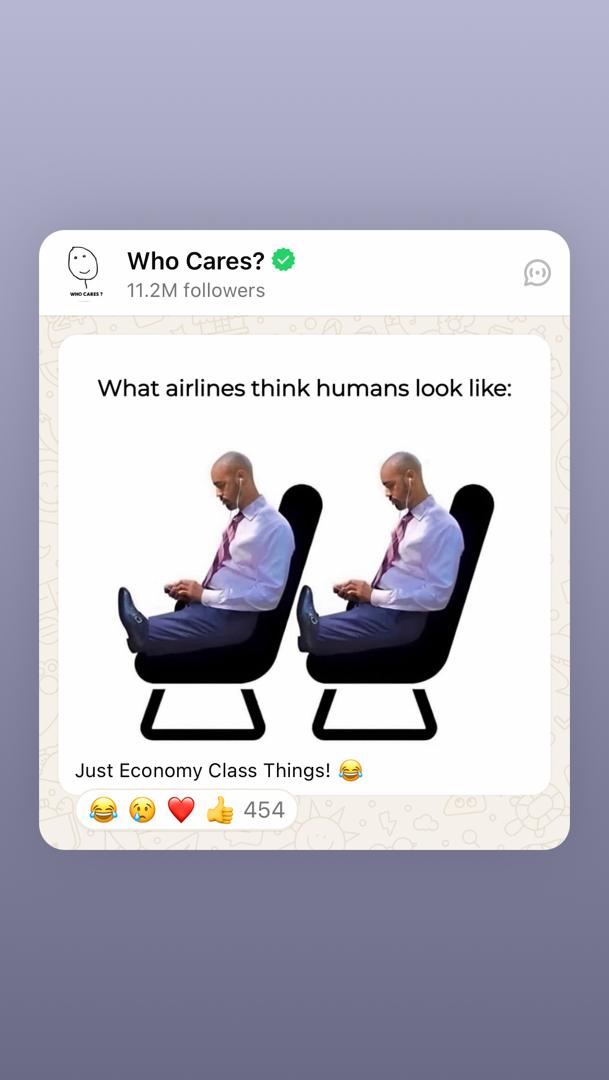 Who Cares?
11.2M followers
WHO CARES ?
What airlines think humans look like:
Just Economy Class Things! 😂
😂 😢 ❤️ 👍 454